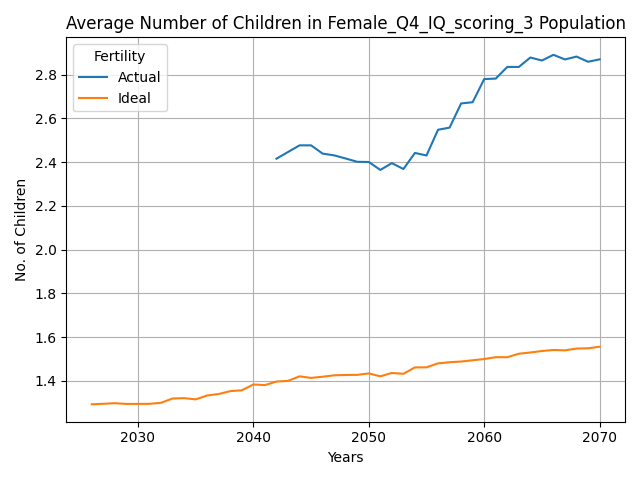 Average Number of Children in Female_Q4_IQ_scoring_3 Population
Fertility
Actual
Ideal
No. of Children
2.8
2.6
2.4
2.2
2.0
1.8
1.6
1.4
2030
2040
2050
2060
2070
Years